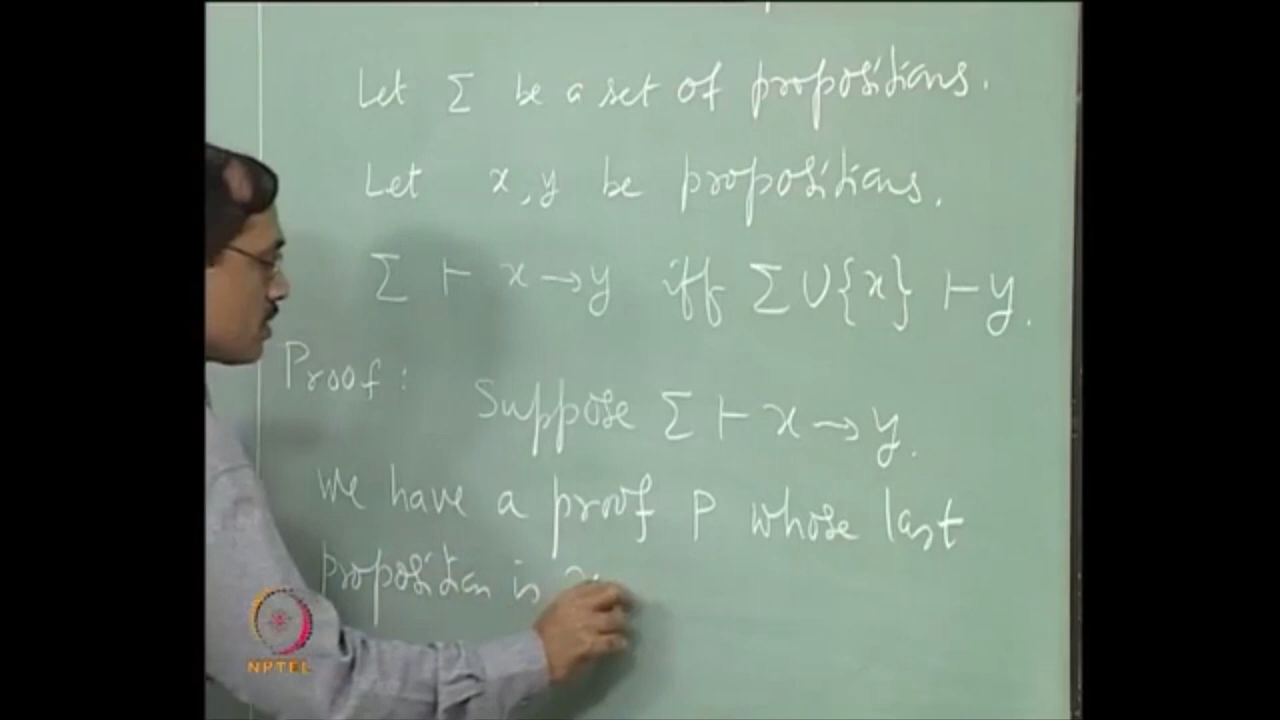 Let Σ be a set of propositions.
Let x, y be propositions.
Σ ⊢ x → y iff Σ ∪ {x} ⊢ y.
Proof: Suppose Σ ⊢ x → y.
We have a proof P whose last
proposition is x
NPTEL